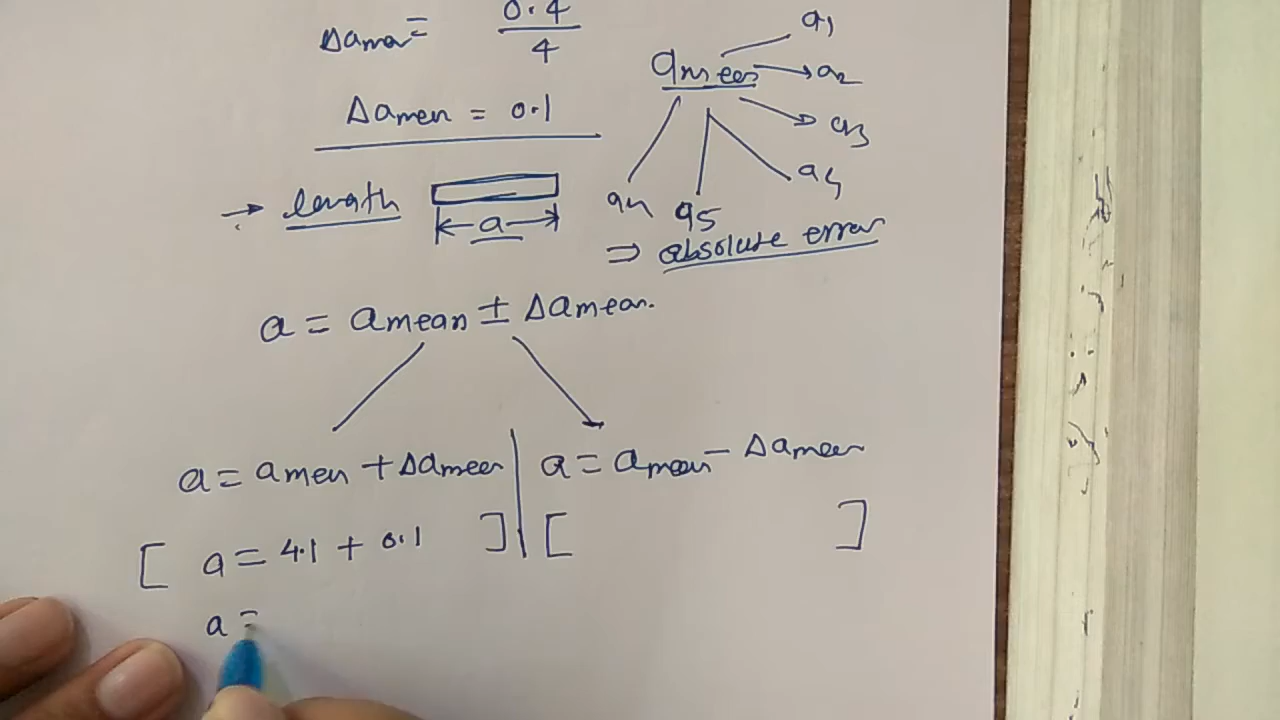 Δamea = 0.4 / 4
Δamen = 0.1
amean
a1
a2
a3
a4
a5
an
→ length
a
⇒ absolute error
a = amean ± Δamean.
a = amen + Δameen | a = amean − Δameen
[ a = 4.1 + 0.1 ] [ ]
a =